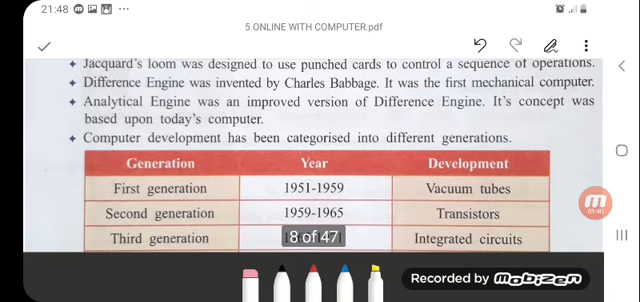 21:48
5 ONLINE WITH COMPUTER.pdf
Jacquard's loom was designed to use punched cards to control a sequence of operations.
Difference Engine was invented by Charles Babbage. It was the first mechanical computer.
Analytical Engine was an improved version of Difference Engine. It's concept was
based upon today's computer.
Computer development has been categorised into different generations.
Generation Year Development
First generation 1951-1959 Vacuum tubes
Second generation 1959-1965 Transistors
Third generation Integrated circuits
8 of 47
01:40
Recorded by mobizen